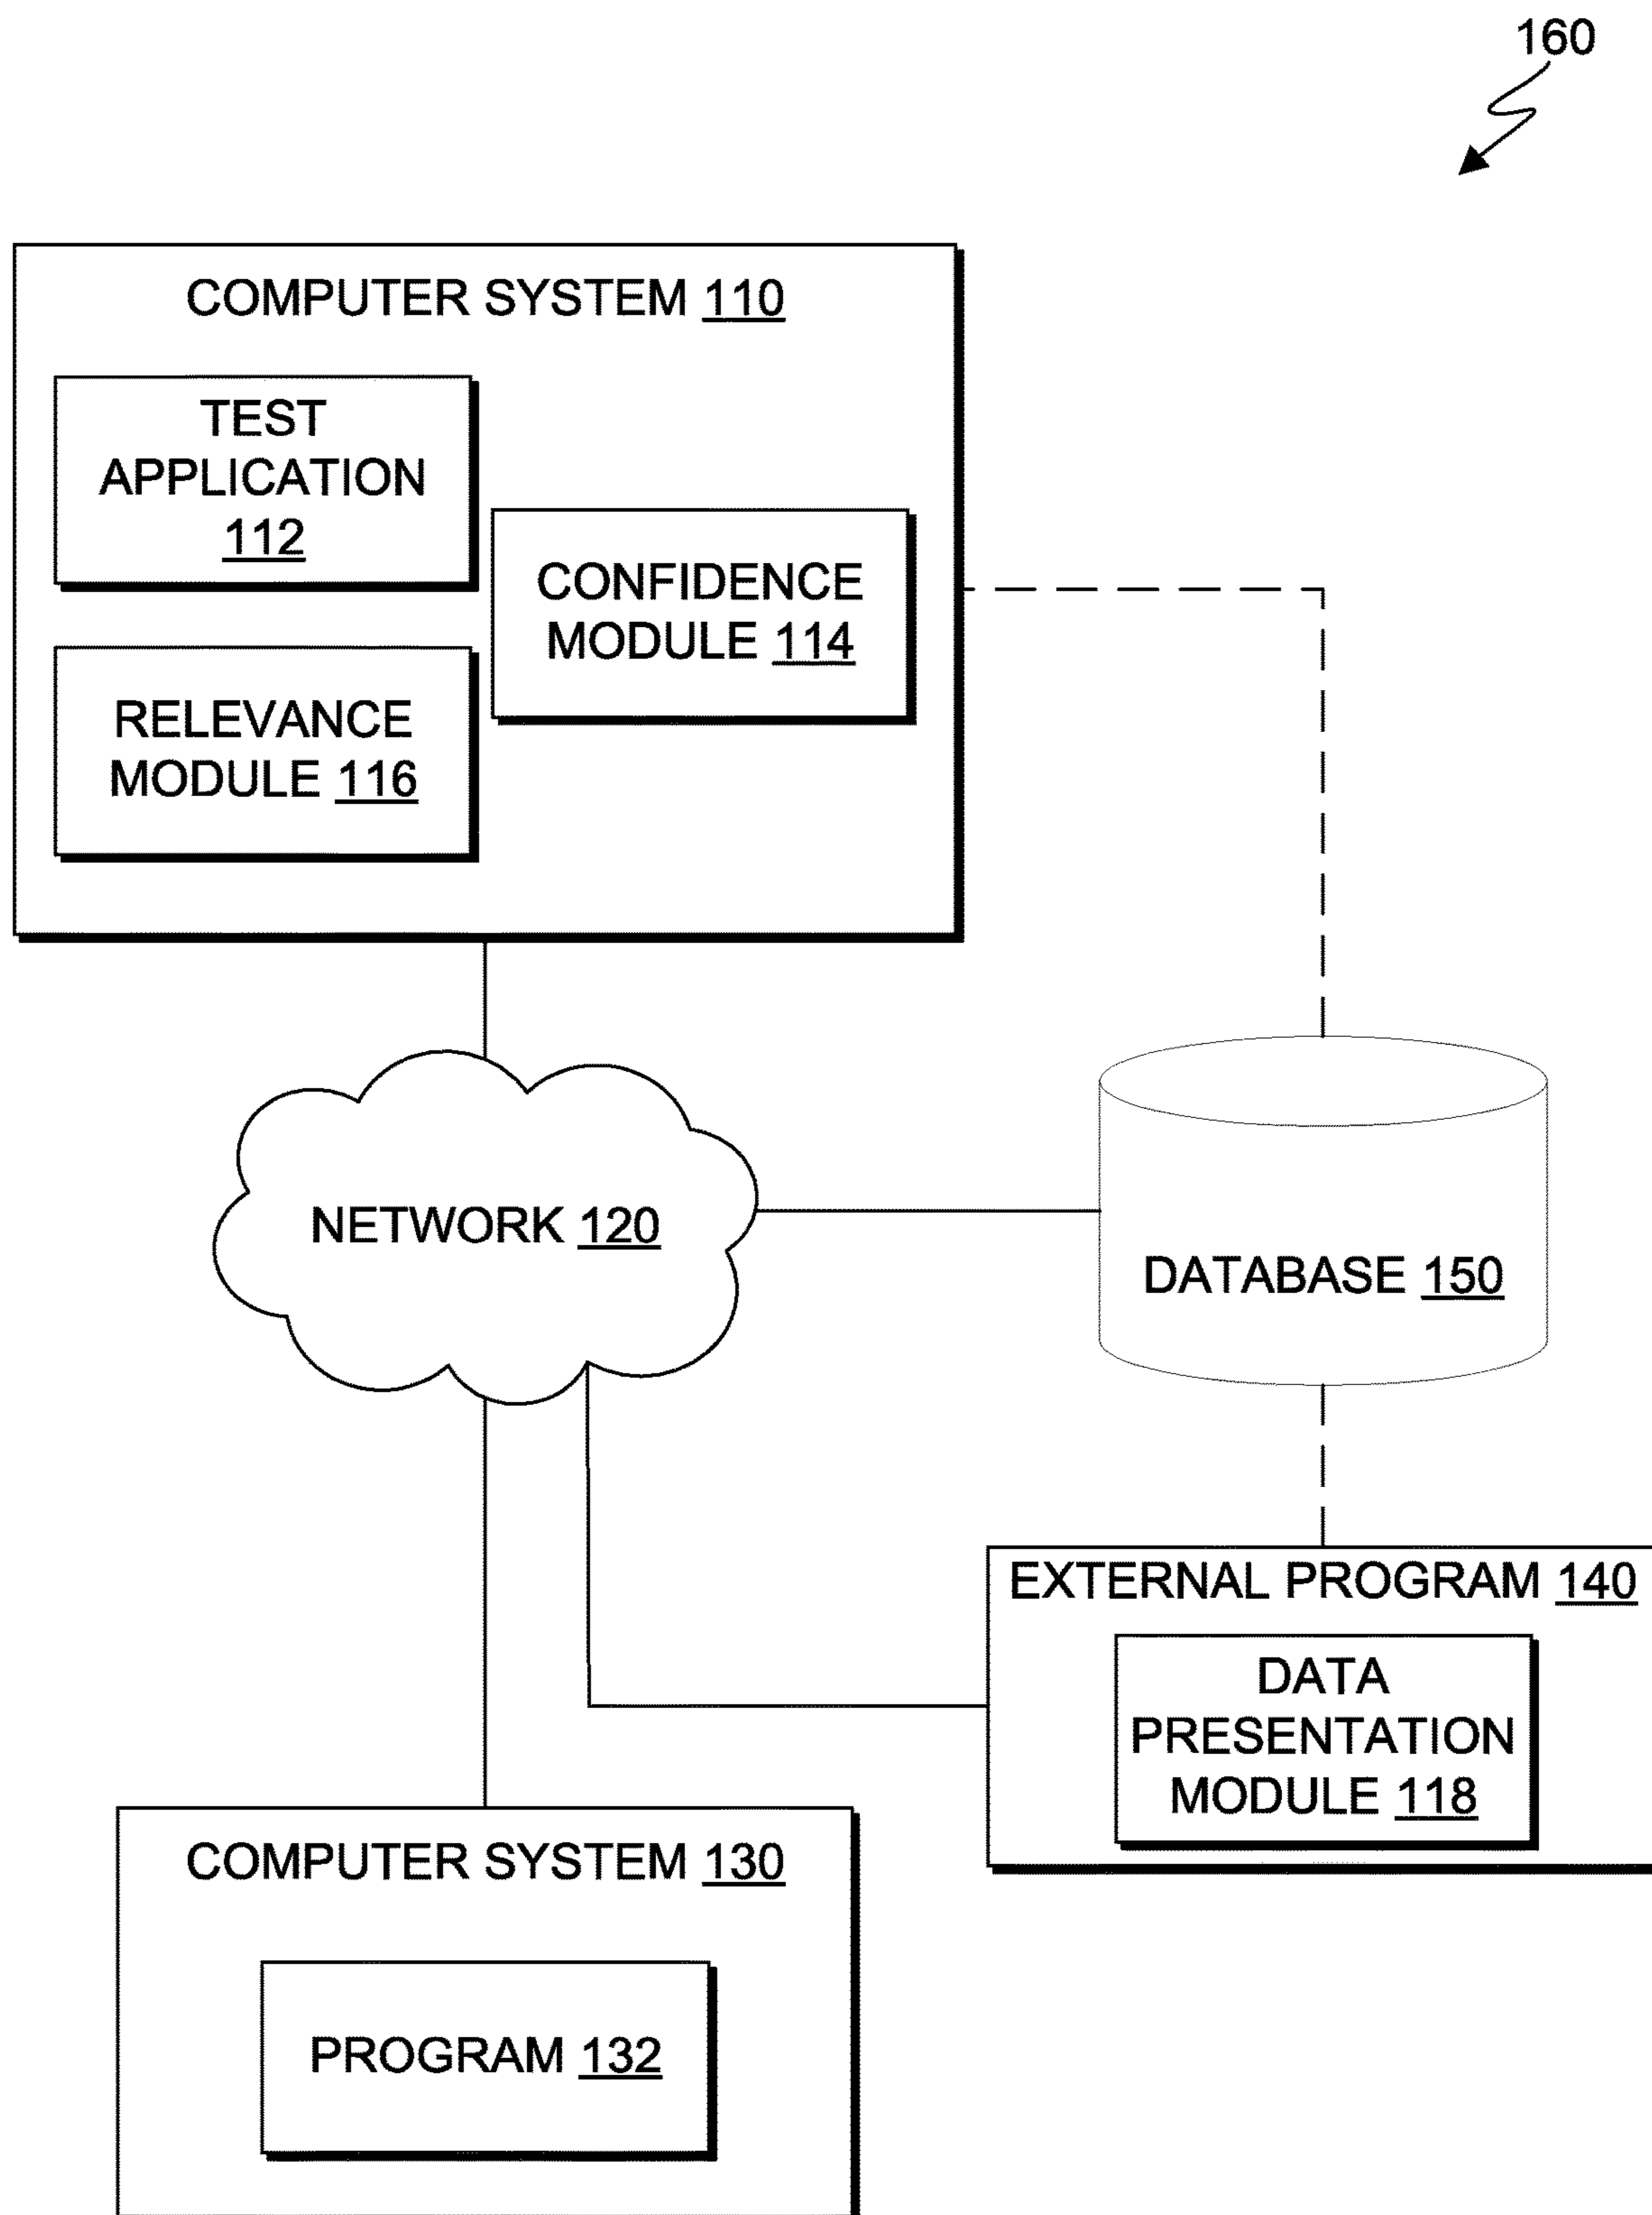 160
COMPUTER SYSTEM 110
TEST
APPLICATION
112
CONFIDENCE
MODULE 114
RELEVANCE
MODULE 116
NETWORK 120
DATABASE 150
EXTERNAL PROGRAM 140
DATA
PRESENTATION
MODULE 118
COMPUTER SYSTEM 130
PROGRAM 132